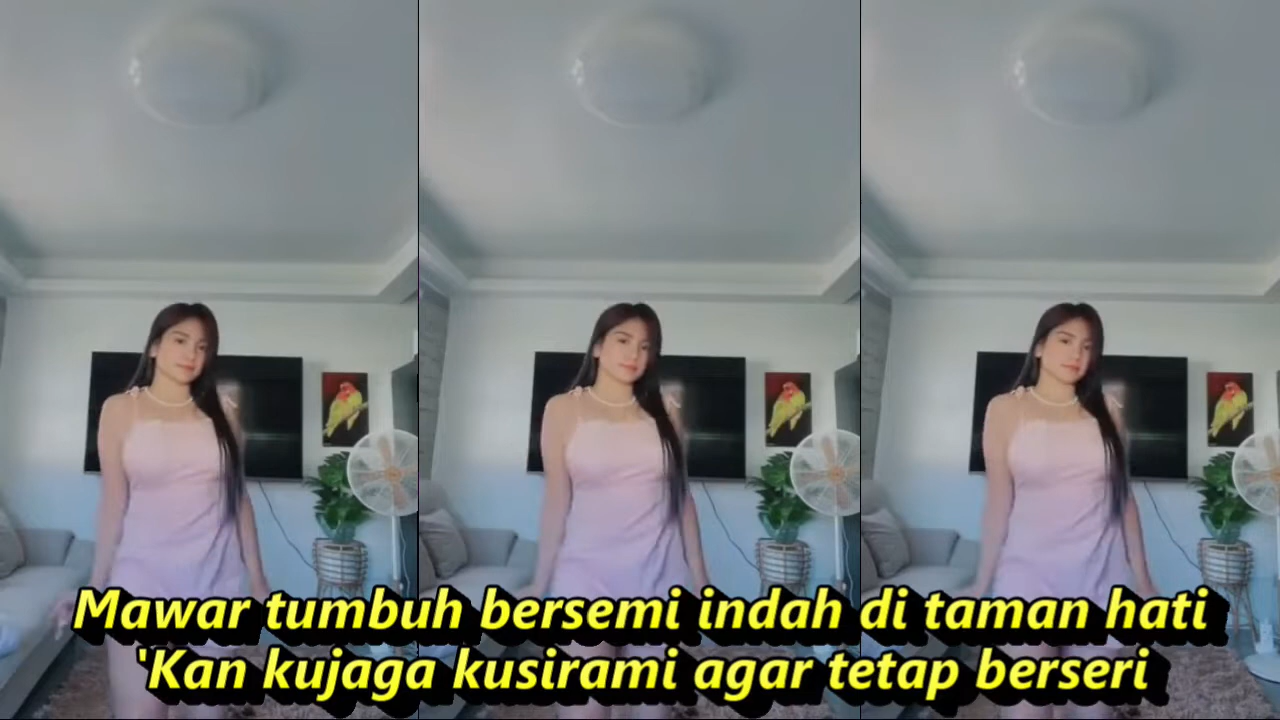 Mawar tumbuh bersemi indah di taman hati
'Kan kujaga kusirami agar tetap berseri